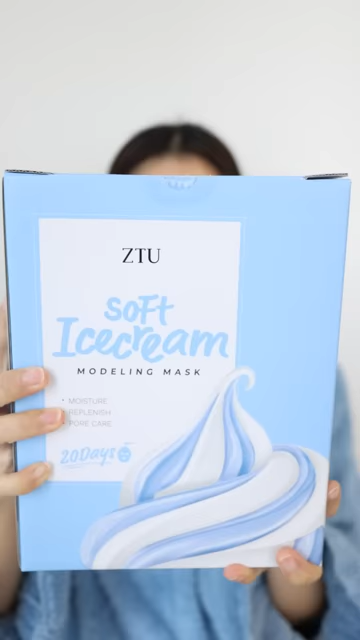 ZTU
soft
Icecream
MODELING MASK
• MOISTURE
• REPLENISH
• PORE CARE
20Days